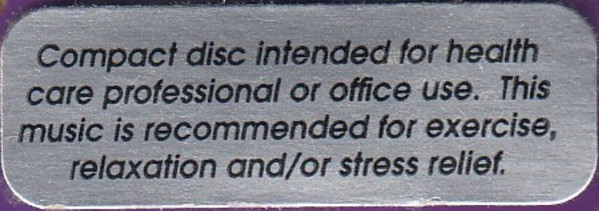 Compact disc intended for health
care professional or office use. This
music is recommended for exercise,
relaxation and/or stress relief.